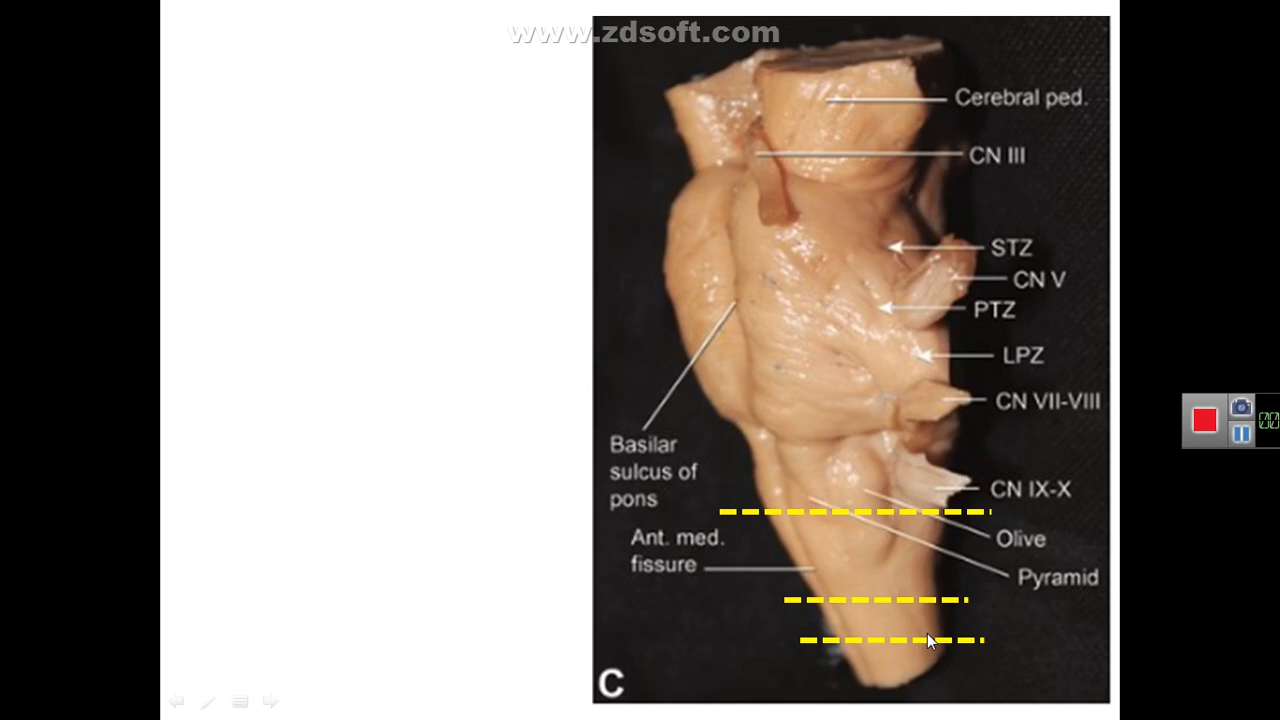 www.zdsoft.com
Cerebral ped.
CN III
STZ
CN V
PTZ
LPZ
CN VII-VIII
Basilar
sulcus of
pons
CN IX-X
Ant. med.
fissure
Olive
Pyramid
C
00